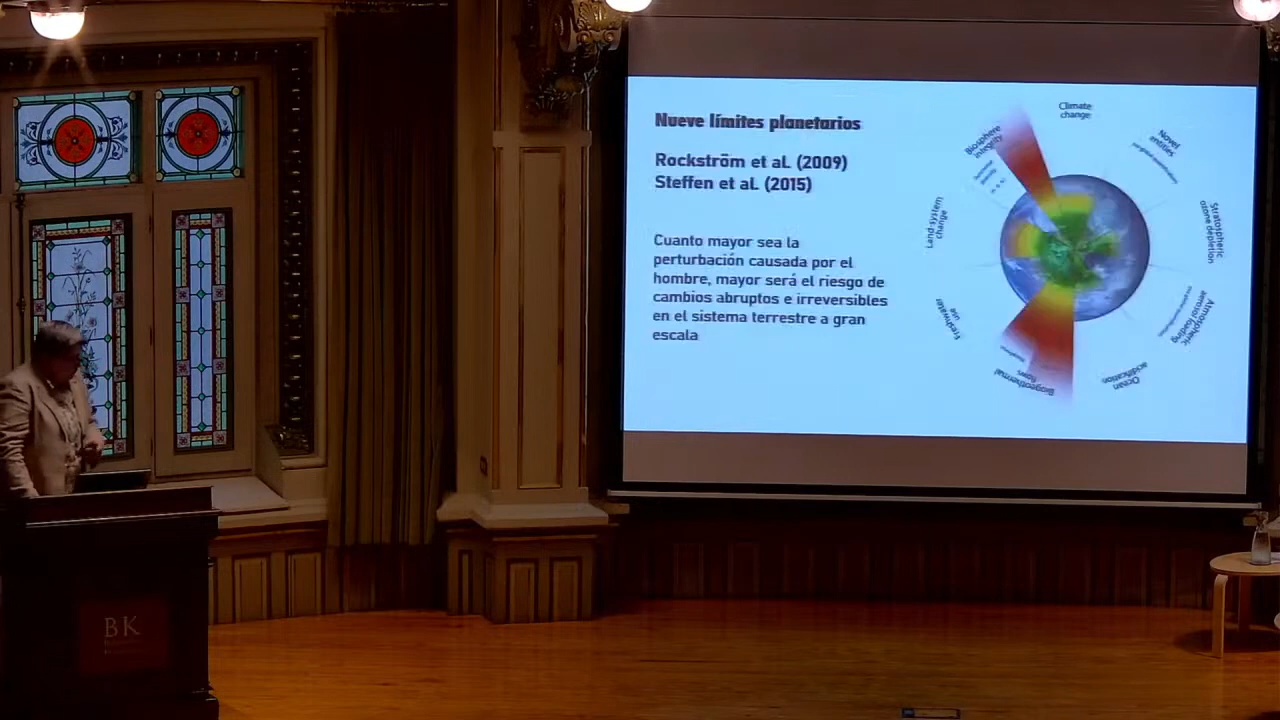 Nueve límites planetarios
Rockström et al. (2009)
Steffen et al. (2015)
Cuanto mayor sea la
perturbación causada por el
hombre, mayor será el riesgo de
cambios abruptos e irreversibles
en el sistema terrestre a gran
escala
Climate
change
Novel
entities
Stratospheric
ozone depletion
Atmospheric
aerosol loading
Ocean
acidification
Biogeothermal
flows
Freshwater
use
Land-system
change
Biosphere
integrity
BK